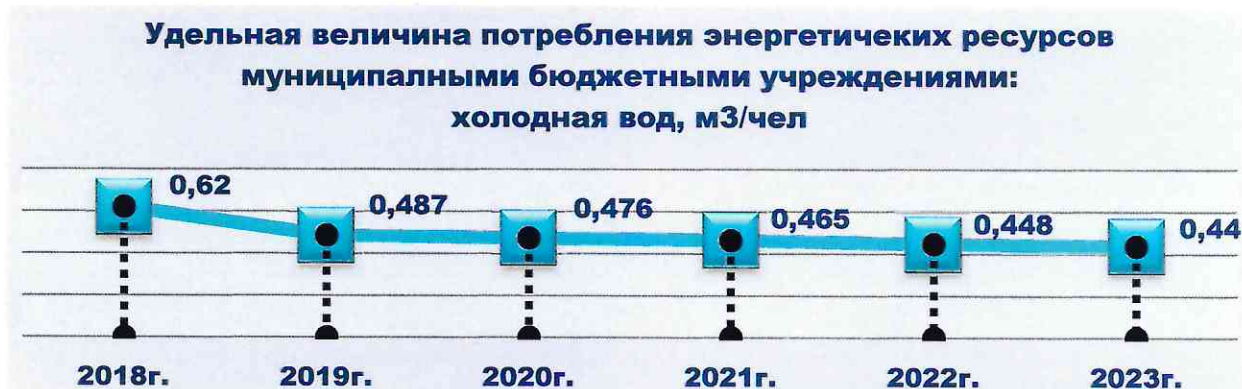 Удельная величина потребления энергетичеких ресурсов
муниципалными бюджетными учреждениями:
холодная вод, м3/чел
0,62
0,487
0,476
0,465
0,448
0,44
2018г.
2019г.
2020г.
2021г.
2022г.
2023г.